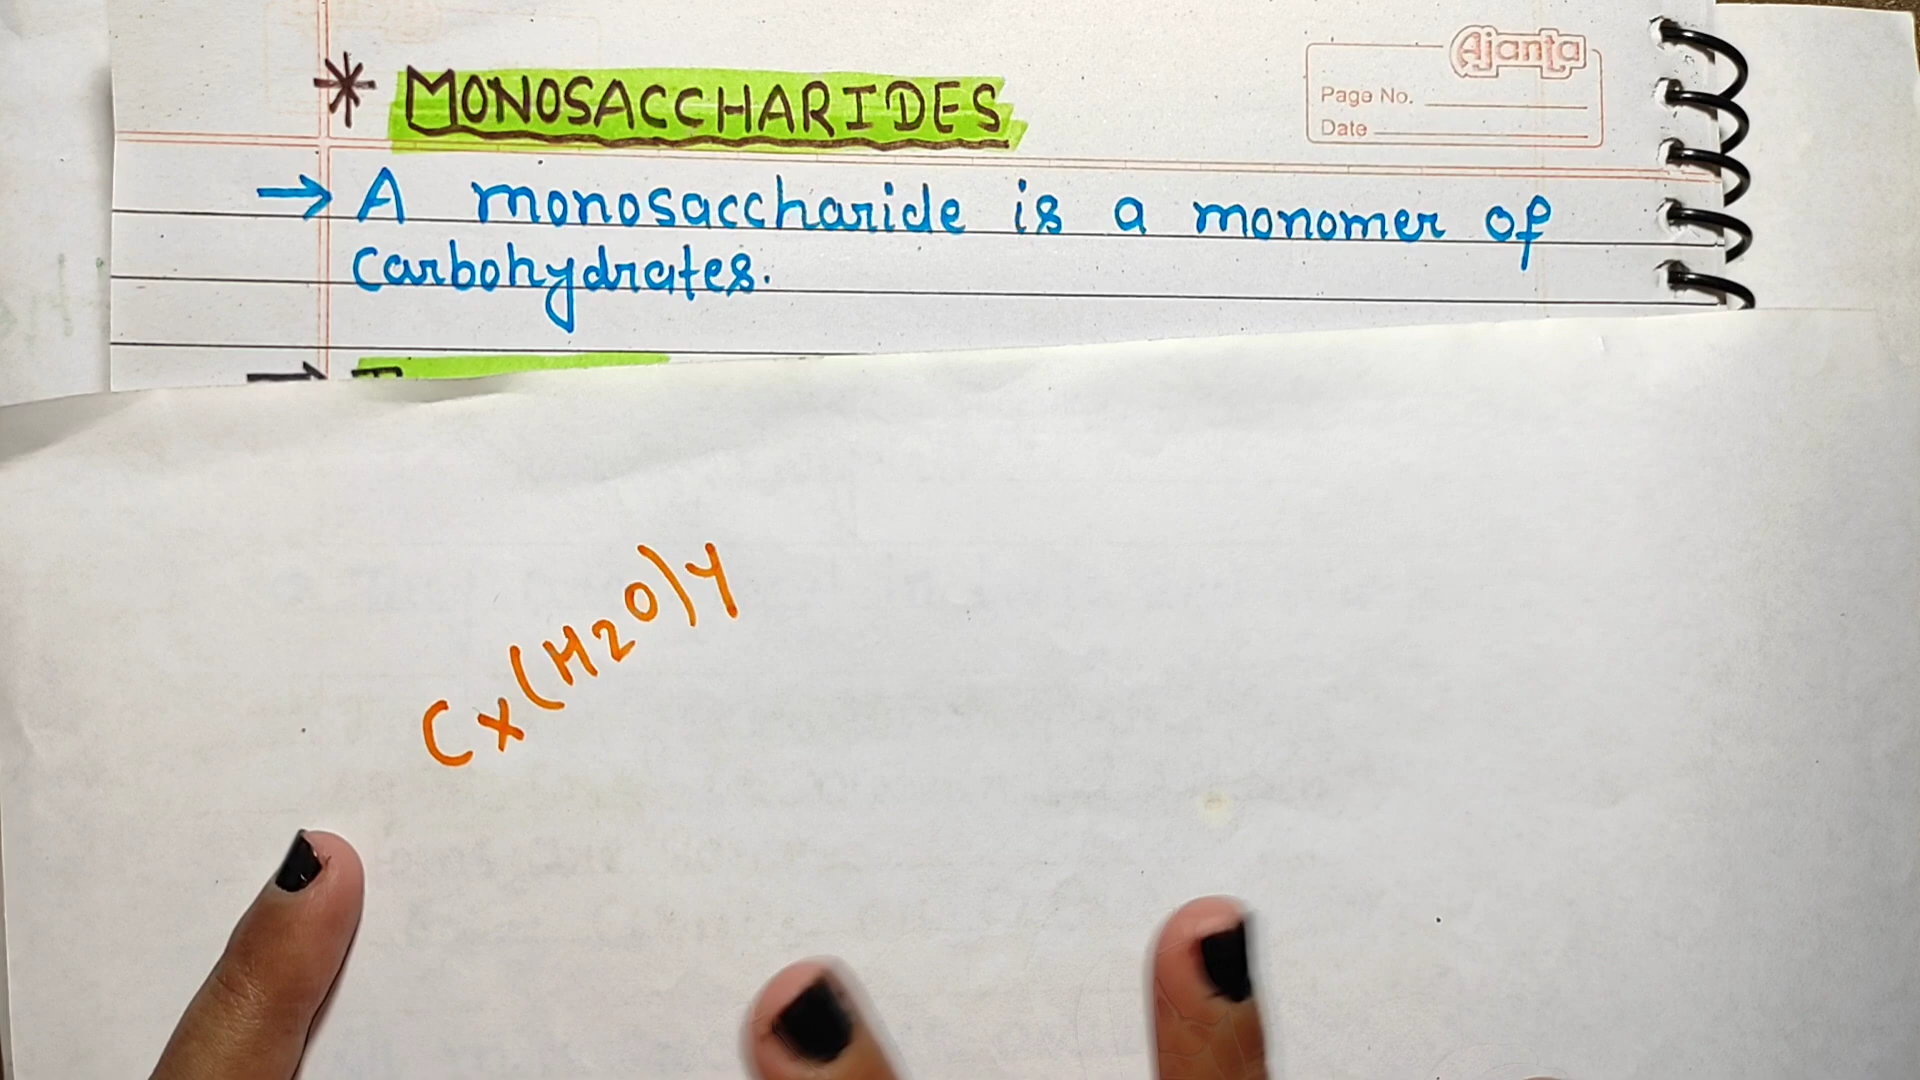 Ajanta
Page No.
Date
* MONOSACCHARIDES
→ A monosaccharide is a monomer of
carbohydrates.
Cx(H2O)y